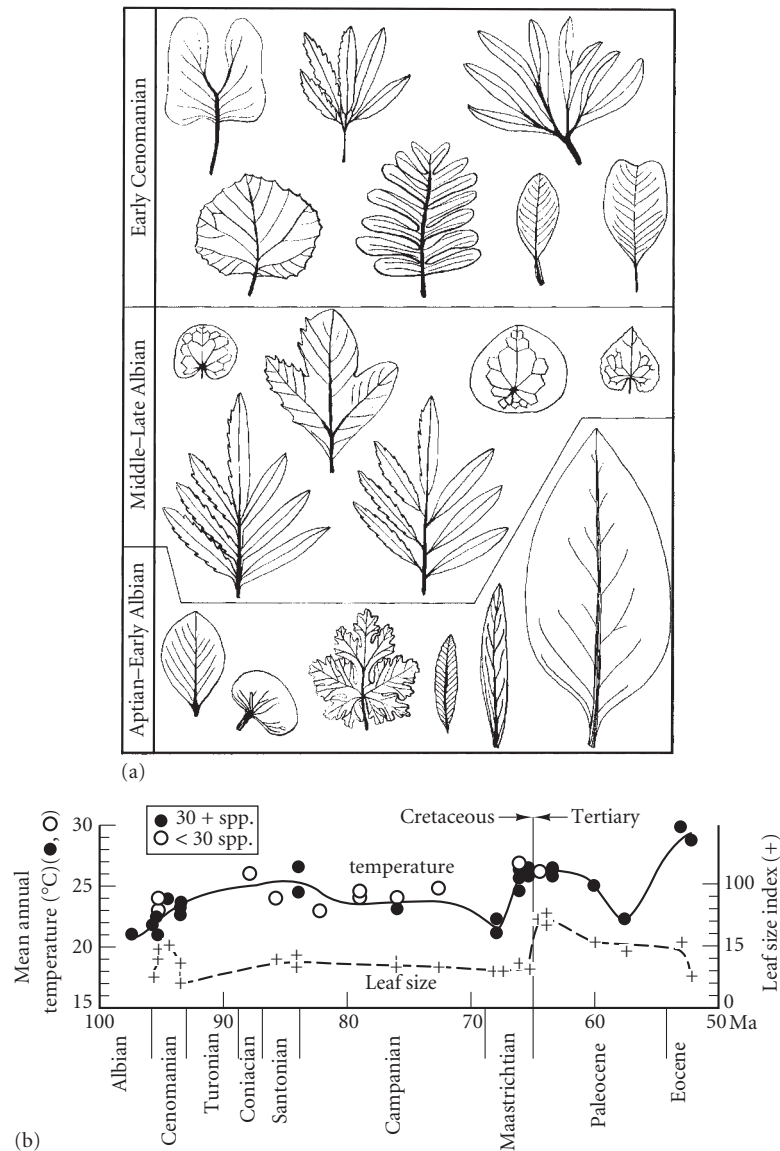 Early Cenomanian
Middle–Late Albian
Aptian–Early Albian
(a)
30 + spp.
< 30 spp.
Cretaceous
Tertiary
temperature
Leaf size
Mean annual
temperature (°C)(●, ○)
30
25
20
15
Leaf size index (+)
100
15
0
100
90
80
70
60
50 Ma
Albian
Cenomanian
Turonian
Coniacian
Santonian
Campanian
Maastrichtian
Paleocene
Eocene
(b)